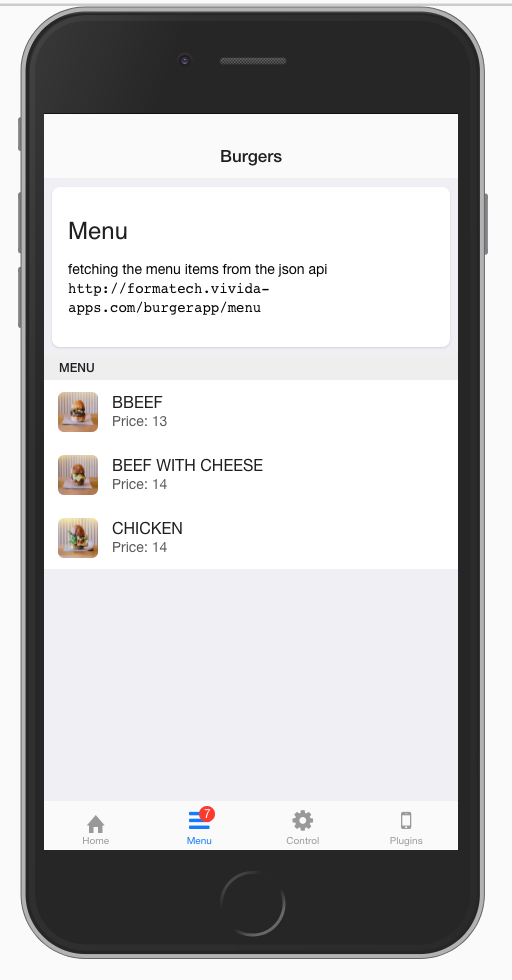 Burgers
Menu
fetching the menu items from the json api
http://formatech.vivida-
apps.com/burgerapp/menu
MENU
BBEEF
Price: 13
BEEF WITH CHEESE
Price: 14
CHICKEN
Price: 14
7
Home
Menu
Control
Plugins